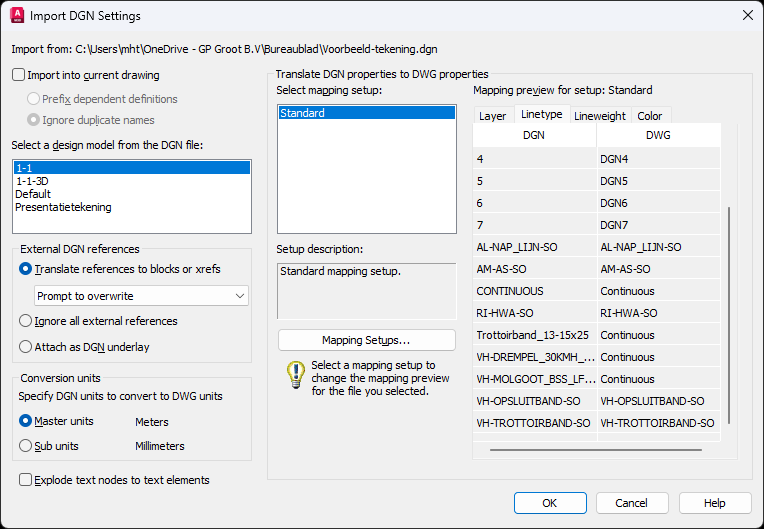 Import DGN Settings
Import from: C:\Users\mht\OneDrive - GP Groot B.V\Bureaublad\Voorbeeld-tekening.dgn
Import into current drawing
Prefix dependent definitions
Ignore duplicate names
Select a design model from the DGN file:
1-1
1-1-3D
Default
Presentatietekening
External DGN references
Translate references to blocks or xrefs
Prompt to overwrite
Ignore all external references
Attach as DGN underlay
Conversion units
Specify DGN units to convert to DWG units
Master units Meters
Sub units Millimeters
Explode text nodes to text elements
Translate DGN properties to DWG properties
Select mapping setup:
Standard
Setup description:
Standard mapping setup.
Mapping Setups...
Select a mapping setup to
change the mapping preview
for the file you selected.
Mapping preview for setup: Standard
Layer Linetype Lineweight Color
DGN DWG
4 DGN4
5 DGN5
6 DGN6
7 DGN7
AL-NAP_LIJN-SO AL-NAP_LIJN-SO
AM-AS-SO AM-AS-SO
CONTINUOUS Continuous
RI-HWA-SO RI-HWA-SO
Trottoirband_13-15x25 Continuous
VH-DREMPEL_30KMH_... Continuous
VH-MOLGOOT_BSS_LF... Continuous
VH-OPSLUITBAND-SO VH-OPSLUITBAND-SO
VH-TROTTOIRBAND-SO VH-TROTTOIRBAND-SO
OK Cancel Help